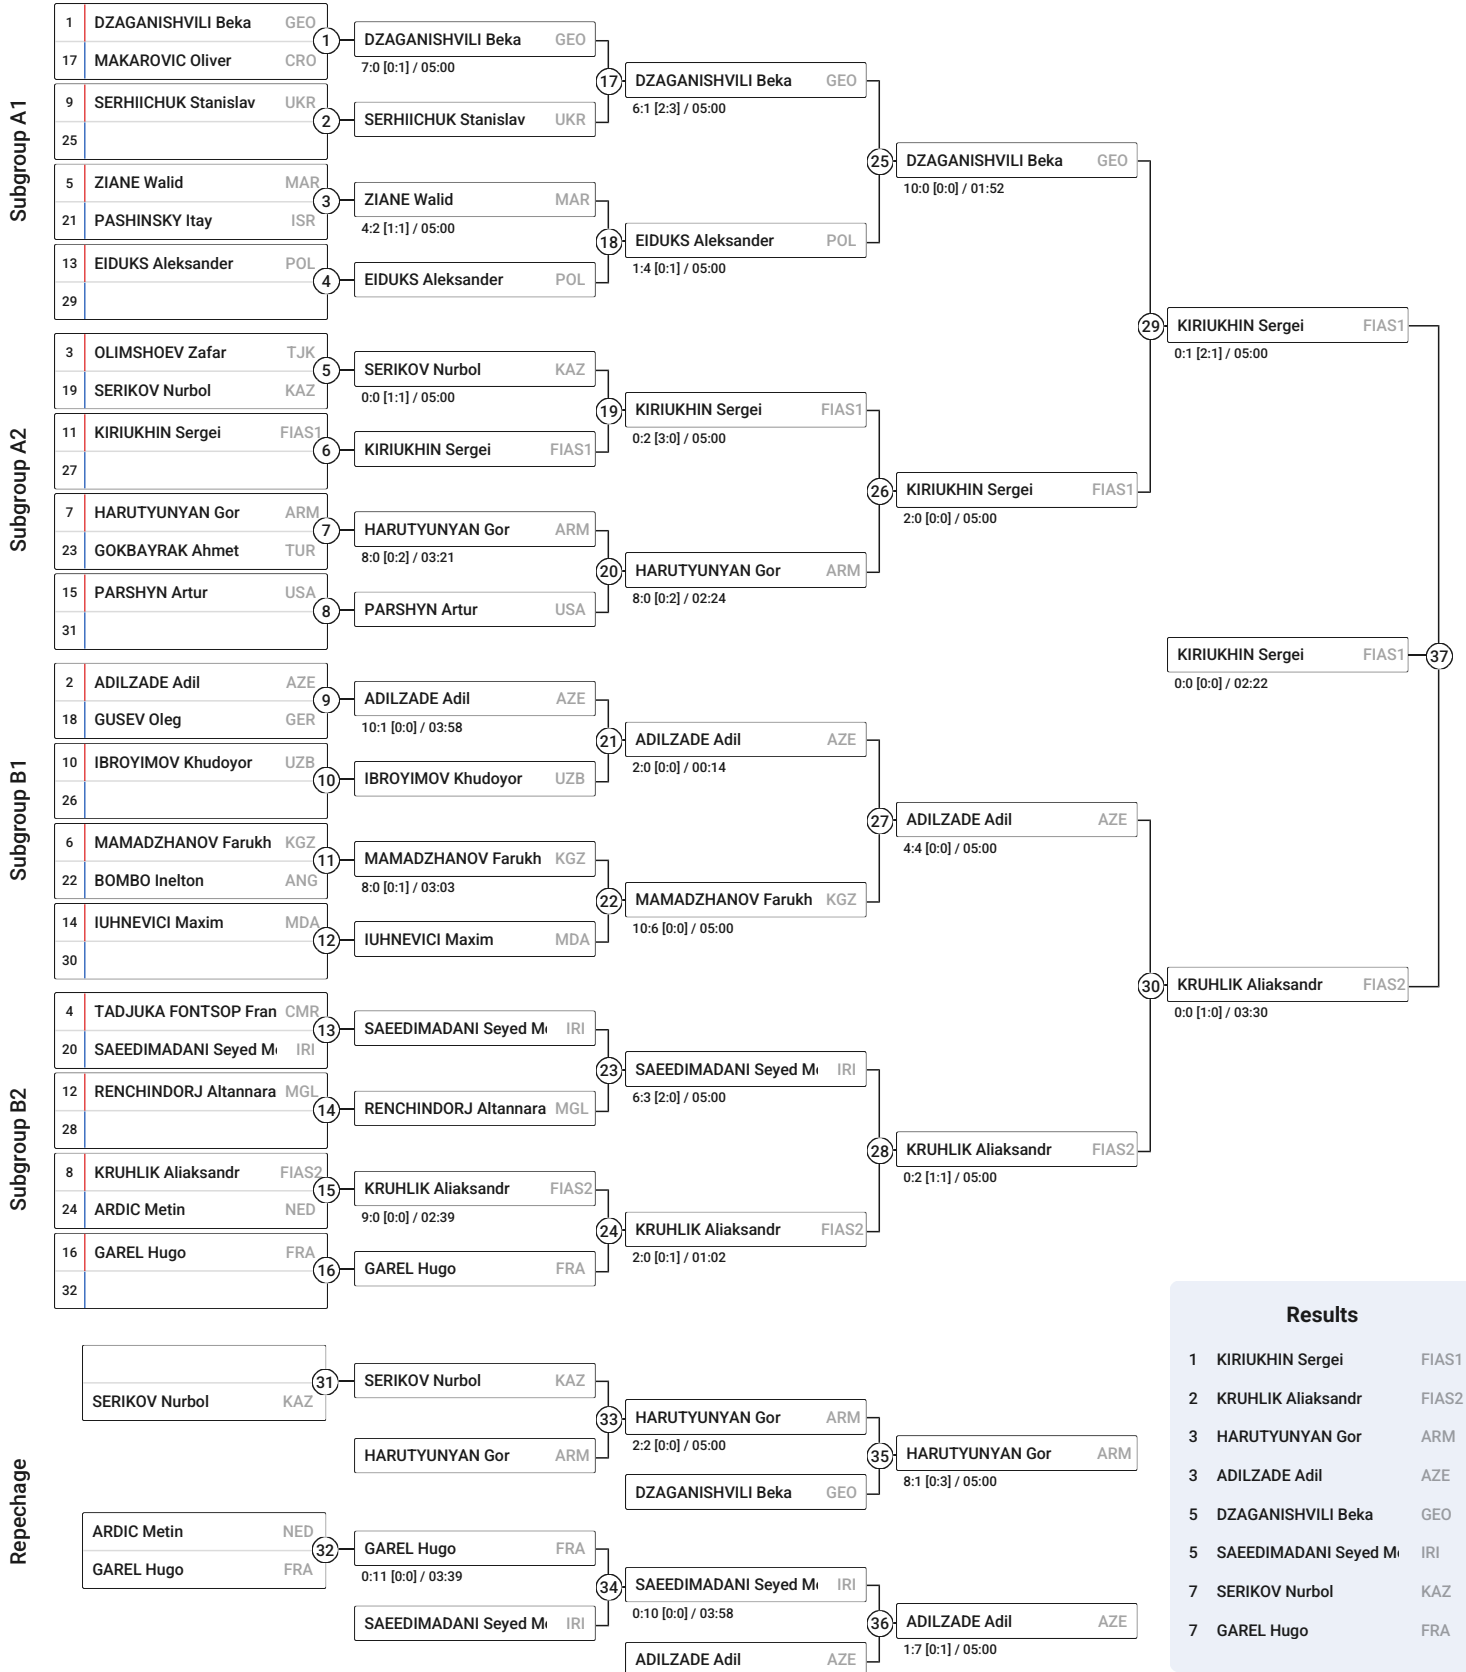 Subgroup A1
1 DZAGANISHVILI Beka GEO
17 MAKAROVIC Oliver CRO
1
9 SERHIICHUK Stanislav UKR
25
2
5 ZIANE Walid MAR
21 PASHINSKY Itay ISR
3
13 EIDUKS Aleksander POL
29
4
Subgroup A2
3 OLIMSHOEV Zafar TJK
19 SERIKOV Nurbol KAZ
5
11 KIRIUKHIN Sergei FIAS1
27
6
7 HARUTYUNYAN Gor ARM
23 GOKBAYRAK Ahmet TUR
7
15 PARSHYN Artur USA
31
8
Subgroup B1
2 ADILZADE Adil AZE
18 GUSEV Oleg GER
9
10 IBROYIMOV Khudoyor UZB
26
10
6 MAMADZHANOV Farukh KGZ
22 BOMBO Inelton ANG
11
14 IUHNEVICI Maxim MDA
30
12
Subgroup B2
4 TADJUKA FONTSOP Fran CMR
20 SAEEDIMADANI Seyed Mo IRI
13
12 RENCHINDORJ Altannara MGL
28
14
8 KRUHLIK Aliaksandr FIAS2
24 ARDIC Metin NED
15
16 GAREL Hugo FRA
32
16
DZAGANISHVILI Beka GEO
7:0 [0:1] / 05:00
SERHIICHUK Stanislav UKR
17
ZIANE Walid MAR
4:2 [1:1] / 05:00
EIDUKS Aleksander POL
18
SERIKOV Nurbol KAZ
0:0 [1:1] / 05:00
KIRIUKHIN Sergei FIAS1
19
HARUTYUNYAN Gor ARM
8:0 [0:2] / 03:21
PARSHYN Artur USA
20
ADILZADE Adil AZE
10:1 [0:0] / 03:58
IBROYIMOV Khudoyor UZB
21
MAMADZHANOV Farukh KGZ
8:0 [0:1] / 03:03
IUHNEVICI Maxim MDA
22
SAEEDIMADANI Seyed Mo IRI
RENCHINDORJ Altannara MGL
23
KRUHLIK Aliaksandr FIAS2
9:0 [0:0] / 02:39
GAREL Hugo FRA
24
DZAGANISHVILI Beka GEO
6:1 [2:3] / 05:00
EIDUKS Aleksander POL
1:4 [0:1] / 05:00
25
KIRIUKHIN Sergei FIAS1
0:2 [3:0] / 05:00
HARUTYUNYAN Gor ARM
8:0 [0:2] / 02:24
26
ADILZADE Adil AZE
2:0 [0:0] / 00:14
MAMADZHANOV Farukh KGZ
10:6 [0:0] / 05:00
27
SAEEDIMADANI Seyed Mo IRI
6:3 [2:0] / 05:00
KRUHLIK Aliaksandr FIAS2
2:0 [0:1] / 01:02
28
DZAGANISHVILI Beka GEO
10:0 [0:0] / 01:52
KIRIUKHIN Sergei FIAS1
2:0 [0:0] / 05:00
29
ADILZADE Adil AZE
4:4 [0:0] / 05:00
KRUHLIK Aliaksandr FIAS2
0:2 [1:1] / 05:00
30
KIRIUKHIN Sergei FIAS1
0:1 [2:1] / 05:00
KIRIUKHIN Sergei FIAS1
0:0 [0:0] / 02:22
37
KRUHLIK Aliaksandr FIAS2
0:0 [1:0] / 03:30
Repechage
SERIKOV Nurbol KAZ
31
ARDIC Metin NED
GAREL Hugo FRA
32
SERIKOV Nurbol KAZ
HARUTYUNYAN Gor ARM
33
GAREL Hugo FRA
0:11 [0:0] / 03:39
SAEEDIMADANI Seyed Mo IRI
34
HARUTYUNYAN Gor ARM
2:2 [0:0] / 05:00
DZAGANISHVILI Beka GEO
35
SAEEDIMADANI Seyed Mo IRI
0:10 [0:0] / 03:58
ADILZADE Adil AZE
36
HARUTYUNYAN Gor ARM
8:1 [0:3] / 05:00
ADILZADE Adil AZE
1:7 [0:1] / 05:00
Results
1 KIRIUKHIN Sergei FIAS1
2 KRUHLIK Aliaksandr FIAS2
3 HARUTYUNYAN Gor ARM
3 ADILZADE Adil AZE
5 DZAGANISHVILI Beka GEO
5 SAEEDIMADANI Seyed Mo IRI
7 SERIKOV Nurbol KAZ
7 GAREL Hugo FRA